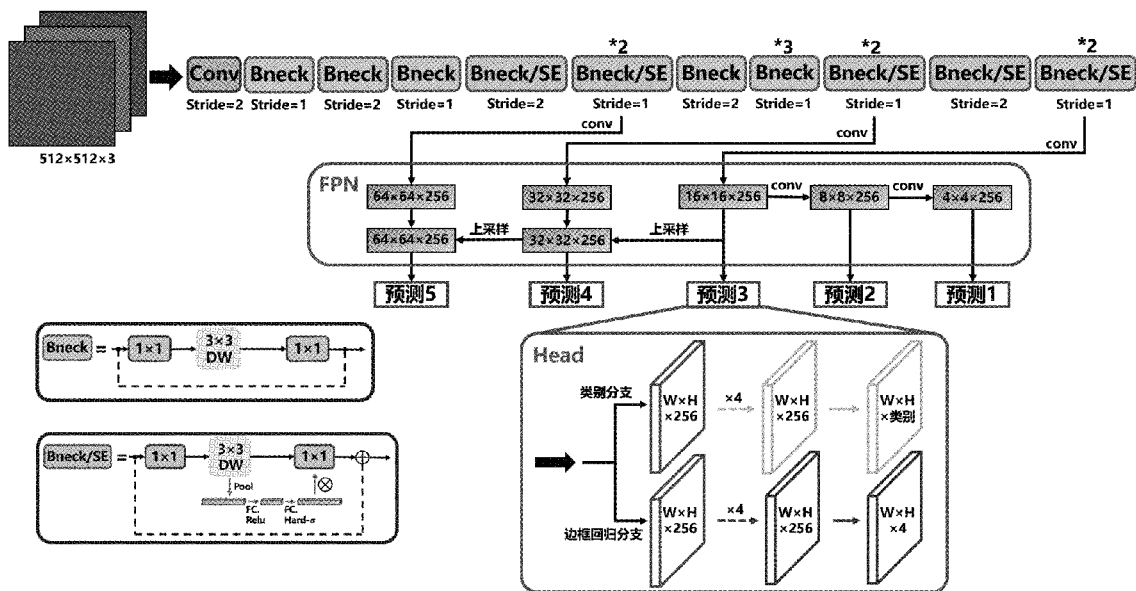 *2
*3
*2
*2
Conv
Bneck
Bneck
Bneck
Bneck/SE
Bneck/SE
Bneck
Bneck
Bneck/SE
Bneck/SE
Bneck/SE
Stride=2
Stride=1
Stride=2
Stride=1
Stride=2
Stride=1
Stride=2
Stride=1
Stride=1
Stride=2
Stride=1
512×512×3
conv
conv
conv
FPN
64×64×256
32×32×256
16×16×256
conv
8×8×256
conv
4×4×256
64×64×256
上采样
32×32×256
上采样
预测5
预测4
预测3
预测2
预测1
Bneck
=
1×1
3×3
DW
1×1
Bneck/SE
=
1×1
3×3
DW
1×1
Pool
FC,
Relu
FC,
Hard-σ
Head
类别分支
W×H
×256
×4
W×H
×256
W×H
×类别
边框回归分支
W×H
×256
×4
W×H
×256
W×H
×4